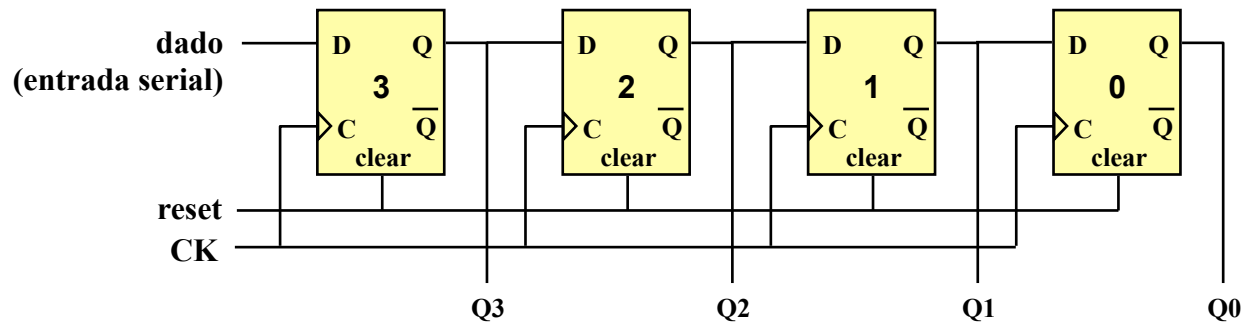 dado
(entrada serial)
D Q
3
C Q̅
clear
D Q
2
C Q̅
clear
D Q
1
C Q̅
clear
D Q
0
C Q̅
clear
reset
CK
Q3 Q2 Q1 Q0